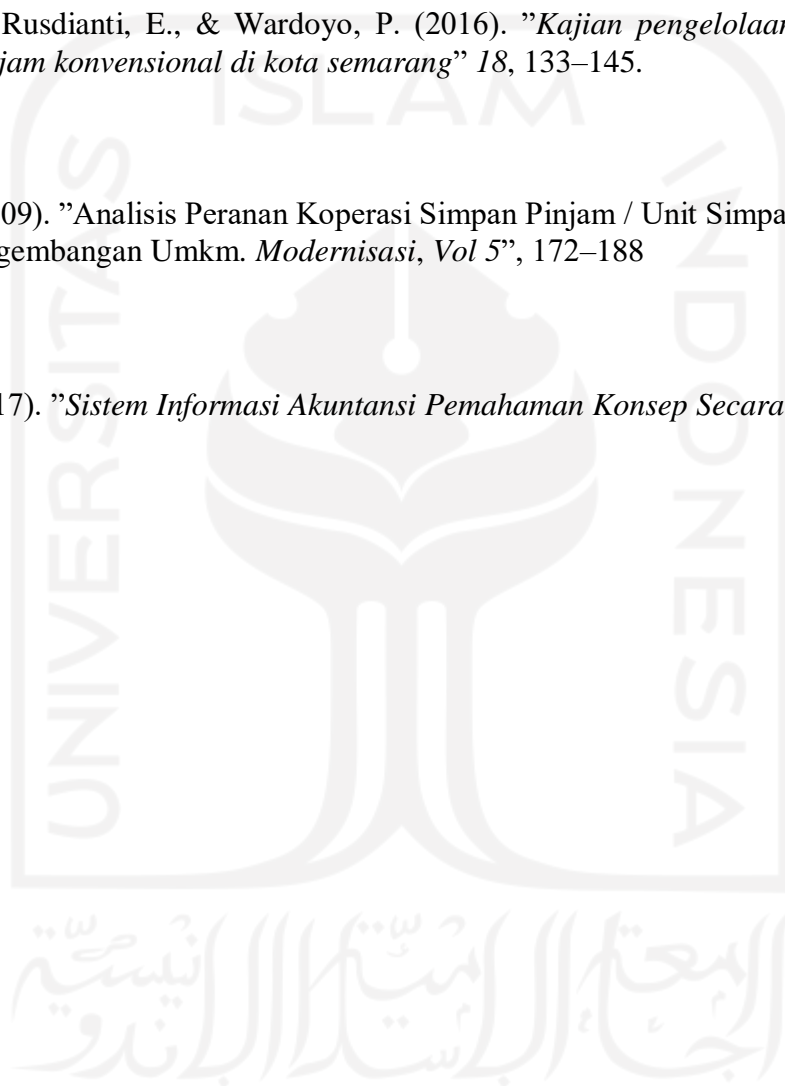 Rusdianti, E., & Wardoyo, P. (2016). ”Kajian pengelolaan
jam konvensional di kota semarang” 18, 133–145.
09). ”Analisis Peranan Koperasi Simpan Pinjam / Unit Simpa
gembangan Umkm. Modernisasi, Vol 5”, 172–188
17). ”Sistem Informasi Akuntansi Pemahaman Konsep Secara
ISLAM
UNIVERSITAS
INDONESIA